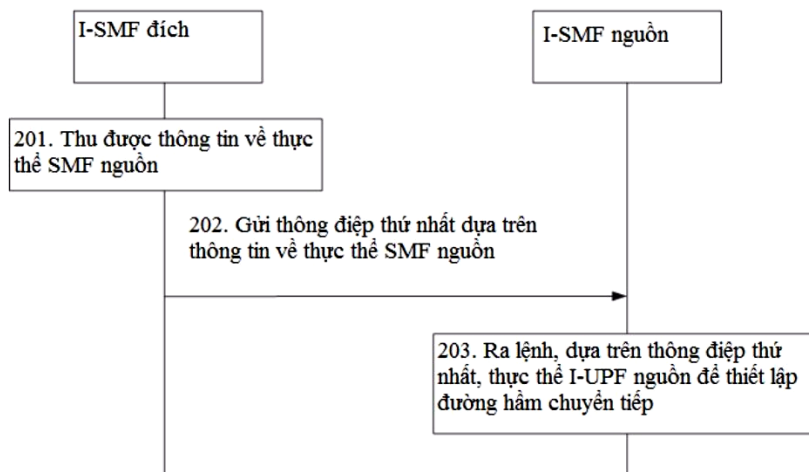 I-SMF đích
I-SMF nguồn
201. Thu được thông tin về thực
thể SMF nguồn
202. Gửi thông điệp thứ nhất dựa trên
thông tin về thực thể SMF nguồn
203. Ra lệnh, dựa trên thông điệp thứ
nhất, thực thể I-UPF nguồn để thiết lập
đường hầm chuyển tiếp